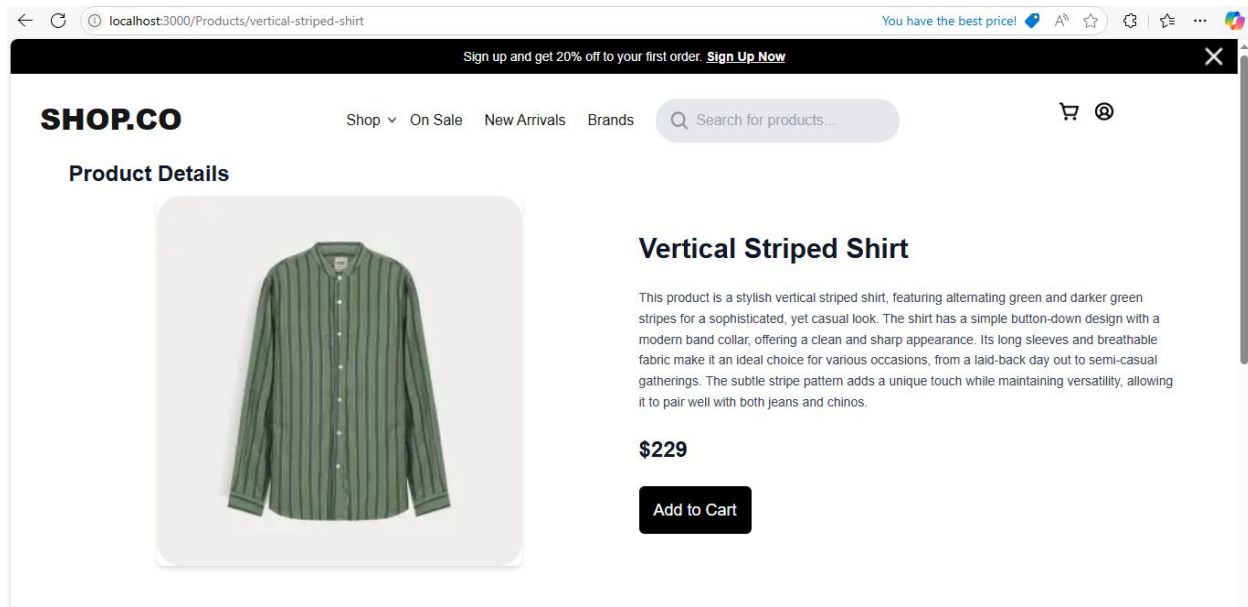 localhost:3000/Products/vertical-striped-shirt
You have the best price!
Sign up and get 20% off to your first order. Sign Up Now
SHOP.CO
Shop
On Sale
New Arrivals
Brands
Search for products...
Product Details
Vertical Striped Shirt
This product is a stylish vertical striped shirt, featuring alternating green and darker green
stripes for a sophisticated, yet casual look. The shirt has a simple button-down design with a
modern band collar, offering a clean and sharp appearance. Its long sleeves and breathable
fabric make it an ideal choice for various occasions, from a laid-back day out to semi-casual
gatherings. The subtle stripe pattern adds a unique touch while maintaining versatility, allowing
it to pair well with both jeans and chinos.
$229
Add to Cart